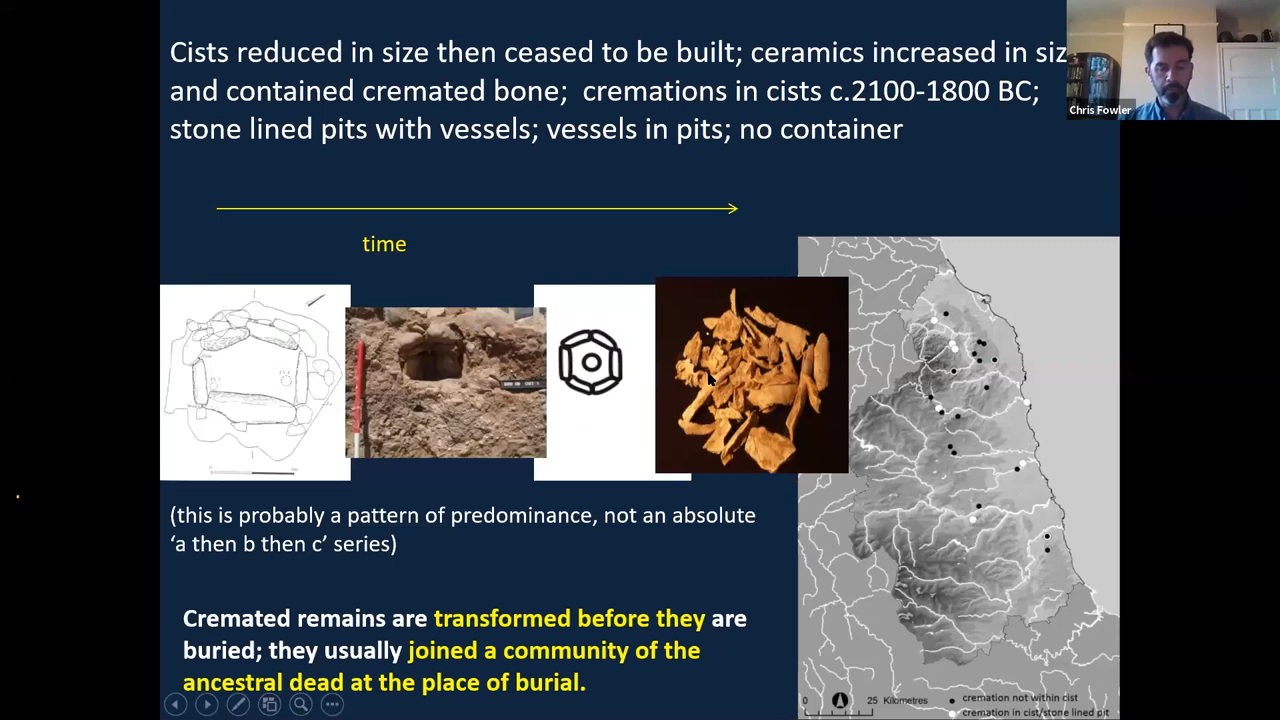 Cists reduced in size then ceased to be built; ceramics increased in siz
and contained cremated bone; cremations in cists c.2100-1800 BC;
stone lined pits with vessels; vessels in pits; no container
Chris Fowler
time
(this is probably a pattern of predominance, not an absolute
‘a then b then c’ series)
Cremated remains are transformed before they are
buried; they usually joined a community of the
ancestral dead at the place of burial.
0 25 Kilometres
cremation not within cist
cremation in cist/stone lined pit